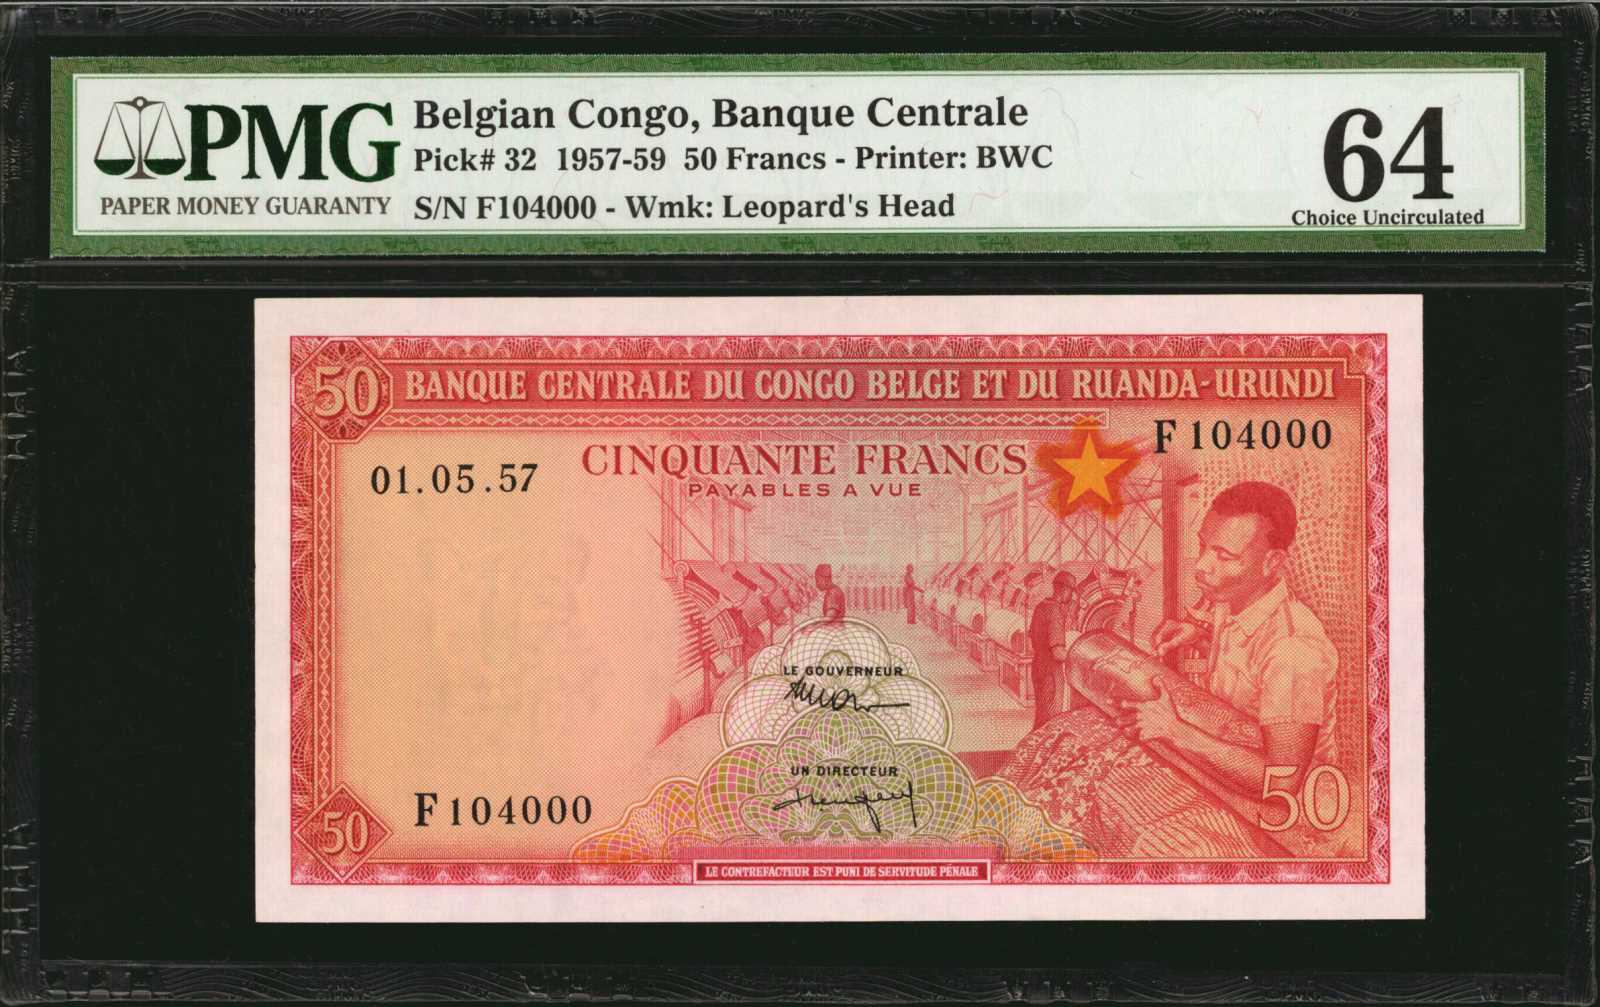 PMG
PAPER MONEY GUARANTY
Belgian Congo, Banque Centrale
Pick# 32 1957-59 50 Francs - Printer: BWC
S/N F104000 - Wmk: Leopard's Head
64
Choice Uncirculated
50 BANQUE CENTRALE DU CONGO BELGE ET DU RUANDA-URUNDI
F 104000
CINQUANTE FRANCS
01.05.57
PAYABLES A VUE
LE GOUVERNEUR
UN DIRECTEUR
F 104000
50
50
LE CONTREFACTEUR EST PUNI DE SERVITUDE PÉNALE